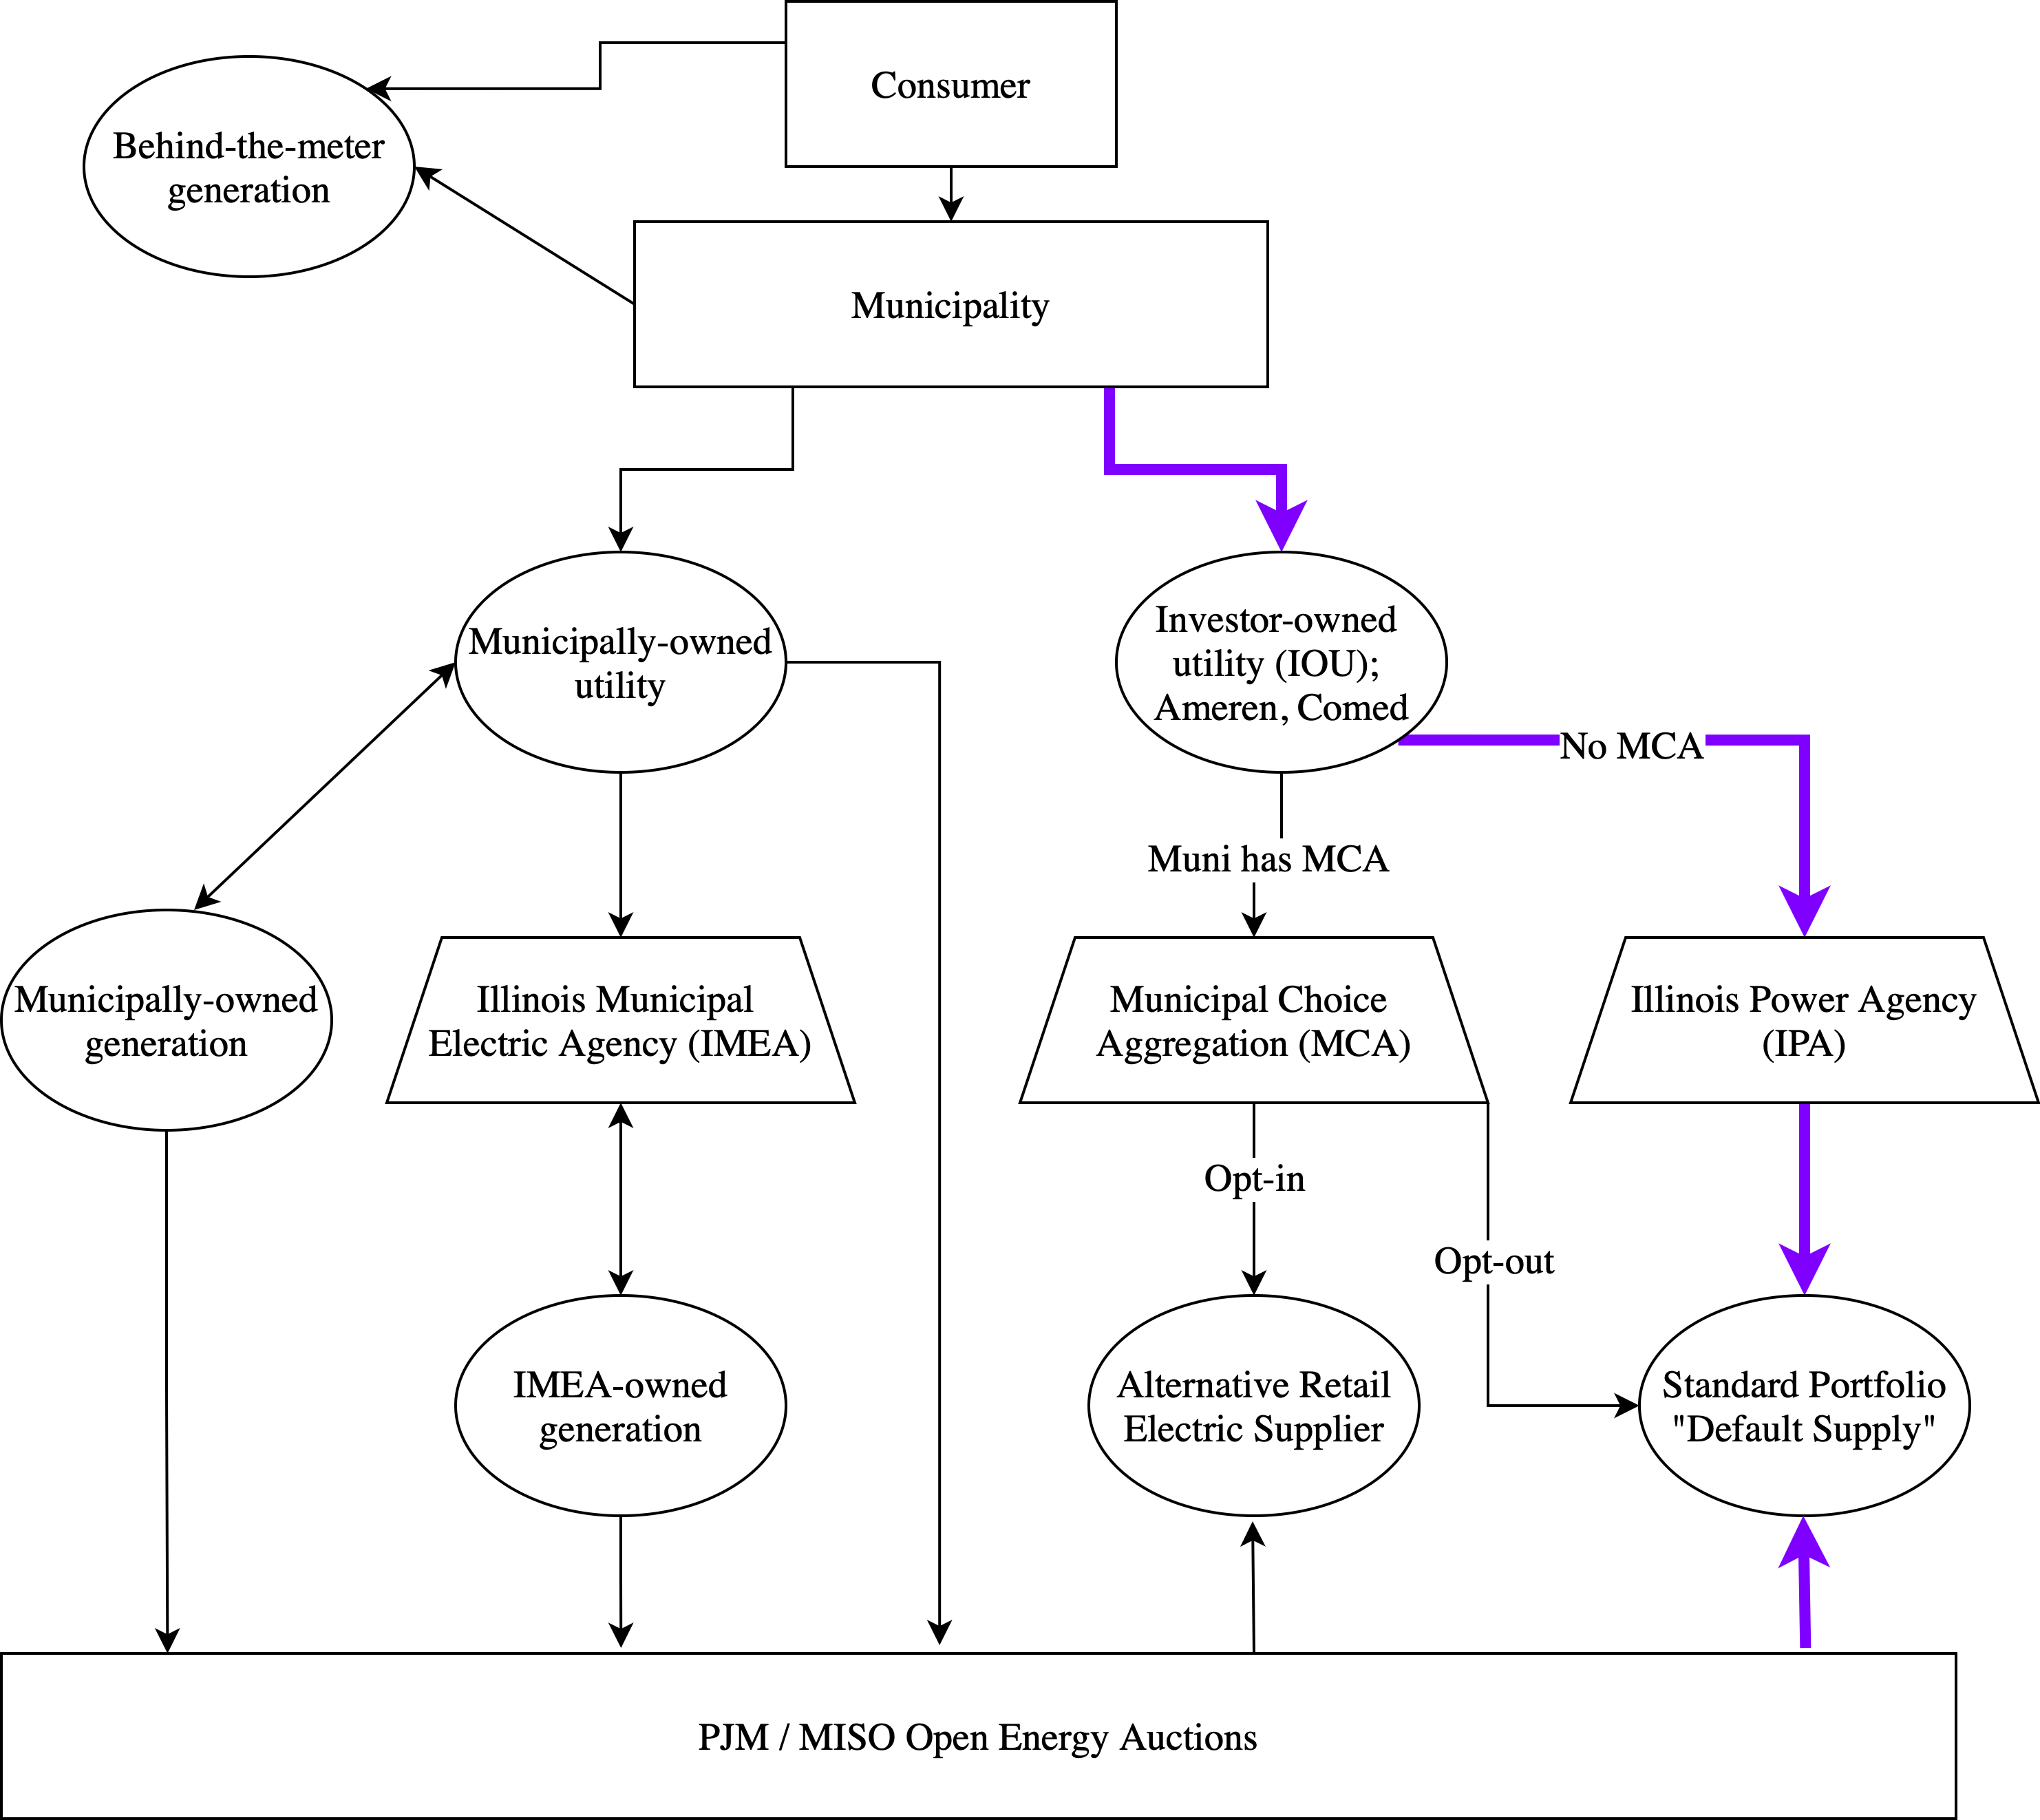 Consumer
Behind-the-meter
generation
Municipality
Municipally-owned
utility
Investor-owned
utility (IOU);
Ameren, Comed
No MCA
Muni has MCA
Municipally-owned
generation
Illinois Municipal
Electric Agency (IMEA)
Municipal Choice
Aggregation (MCA)
Illinois Power Agency
(IPA)
Opt-in
Opt-out
IMEA-owned
generation
Alternative Retail
Electric Supplier
Standard Portfolio
"Default Supply"
PJM / MISO Open Energy Auctions